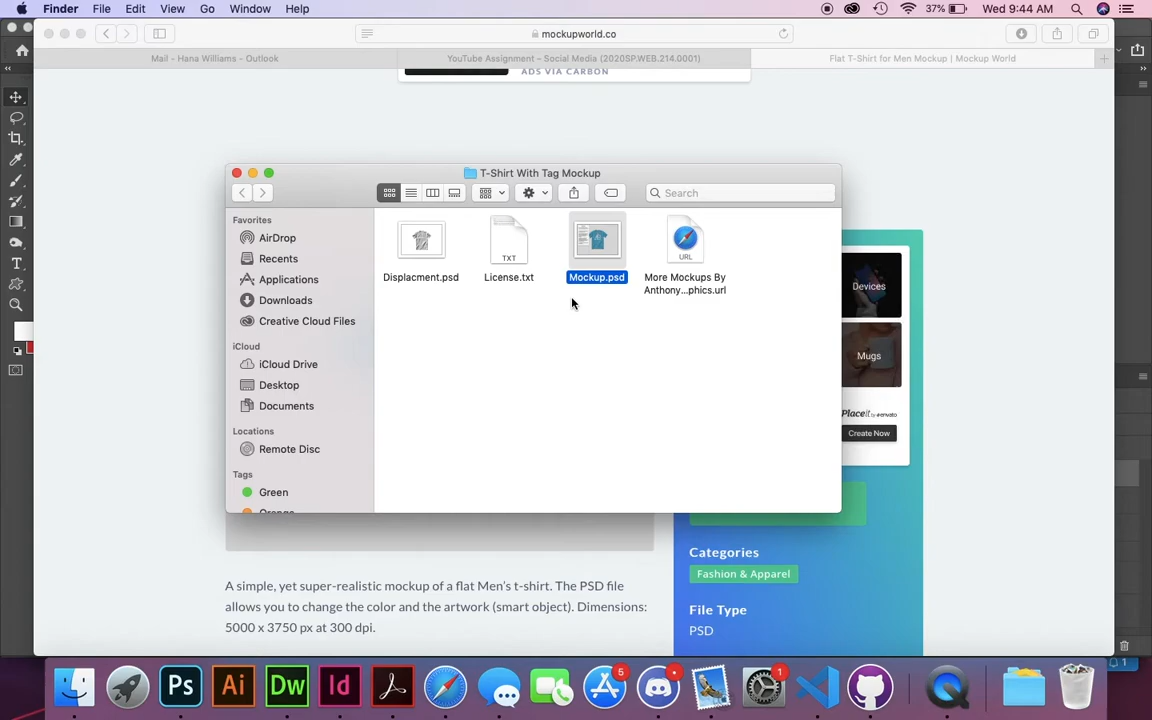 Finder File Edit View Go Window Help 37% Wed 9:44 AM
mockupworld.co
Mail - Hana Williams - Outlook YouTube Assignment – Social Media (2020SP.WEB.214.0001) Flat T-Shirt for Men Mockup | Mockup World
ADS VIA CARBON
T-Shirt With Tag Mockup
Search
Favorites
AirDrop
Recents
Applications
Downloads
Creative Cloud Files
iCloud
iCloud Drive
Desktop
Documents
Locations
Remote Disc
Tags
Green
Orange
TXT
URL
Displacment.psd License.txt Mockup.psd More Mockups By
Anthony...phics.url
Devices
Mugs
Placeit by envato
Create Now
Categories
Fashion & Apparel
File Type
PSD
A simple, yet super-realistic mockup of a flat Men's t-shirt. The PSD file
allows you to change the color and the artwork (smart object). Dimensions:
5000 x 3750 px at 300 dpi.
1
Ps Ai Dw Id 5 1